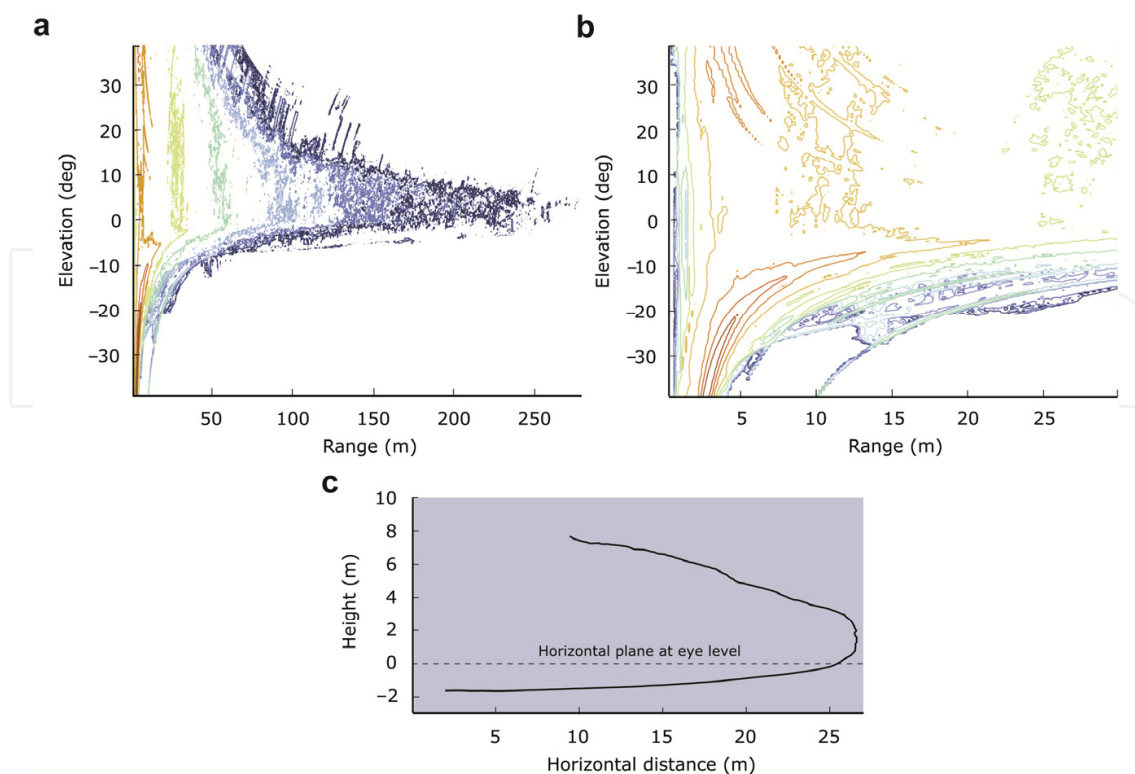 a
30
20
10
0
–10
–20
–30
Elevation (deg)
50 100 150 200 250
Range (m)
b
30
20
10
0
–10
–20
–30
Elevation (deg)
5 10 15 20 25
Range (m)
c
10
8
6
4
2
0
–2
Height (m)
Horizontal plane at eye level
5 10 15 20 25
Horizontal distance (m)